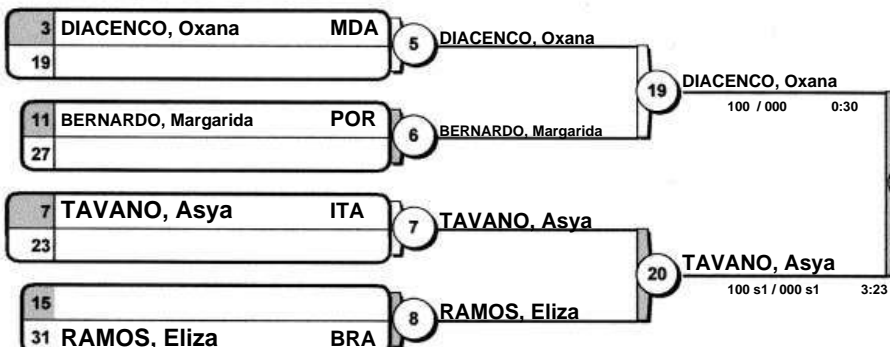 3 DIACENCO, Oxana MDA
19
5 DIACENCO, Oxana
11 BERNARDO, Margarida POR
27
6 BERNARDO, Margarida
19 DIACENCO, Oxana
100 / 000 0:30
7 TAVANO, Asya ITA
23
7 TAVANO, Asya
15
31 RAMOS, Eliza BRA
8 RAMOS, Eliza
20 TAVANO, Asya
100 s1 / 000 s1 3:23